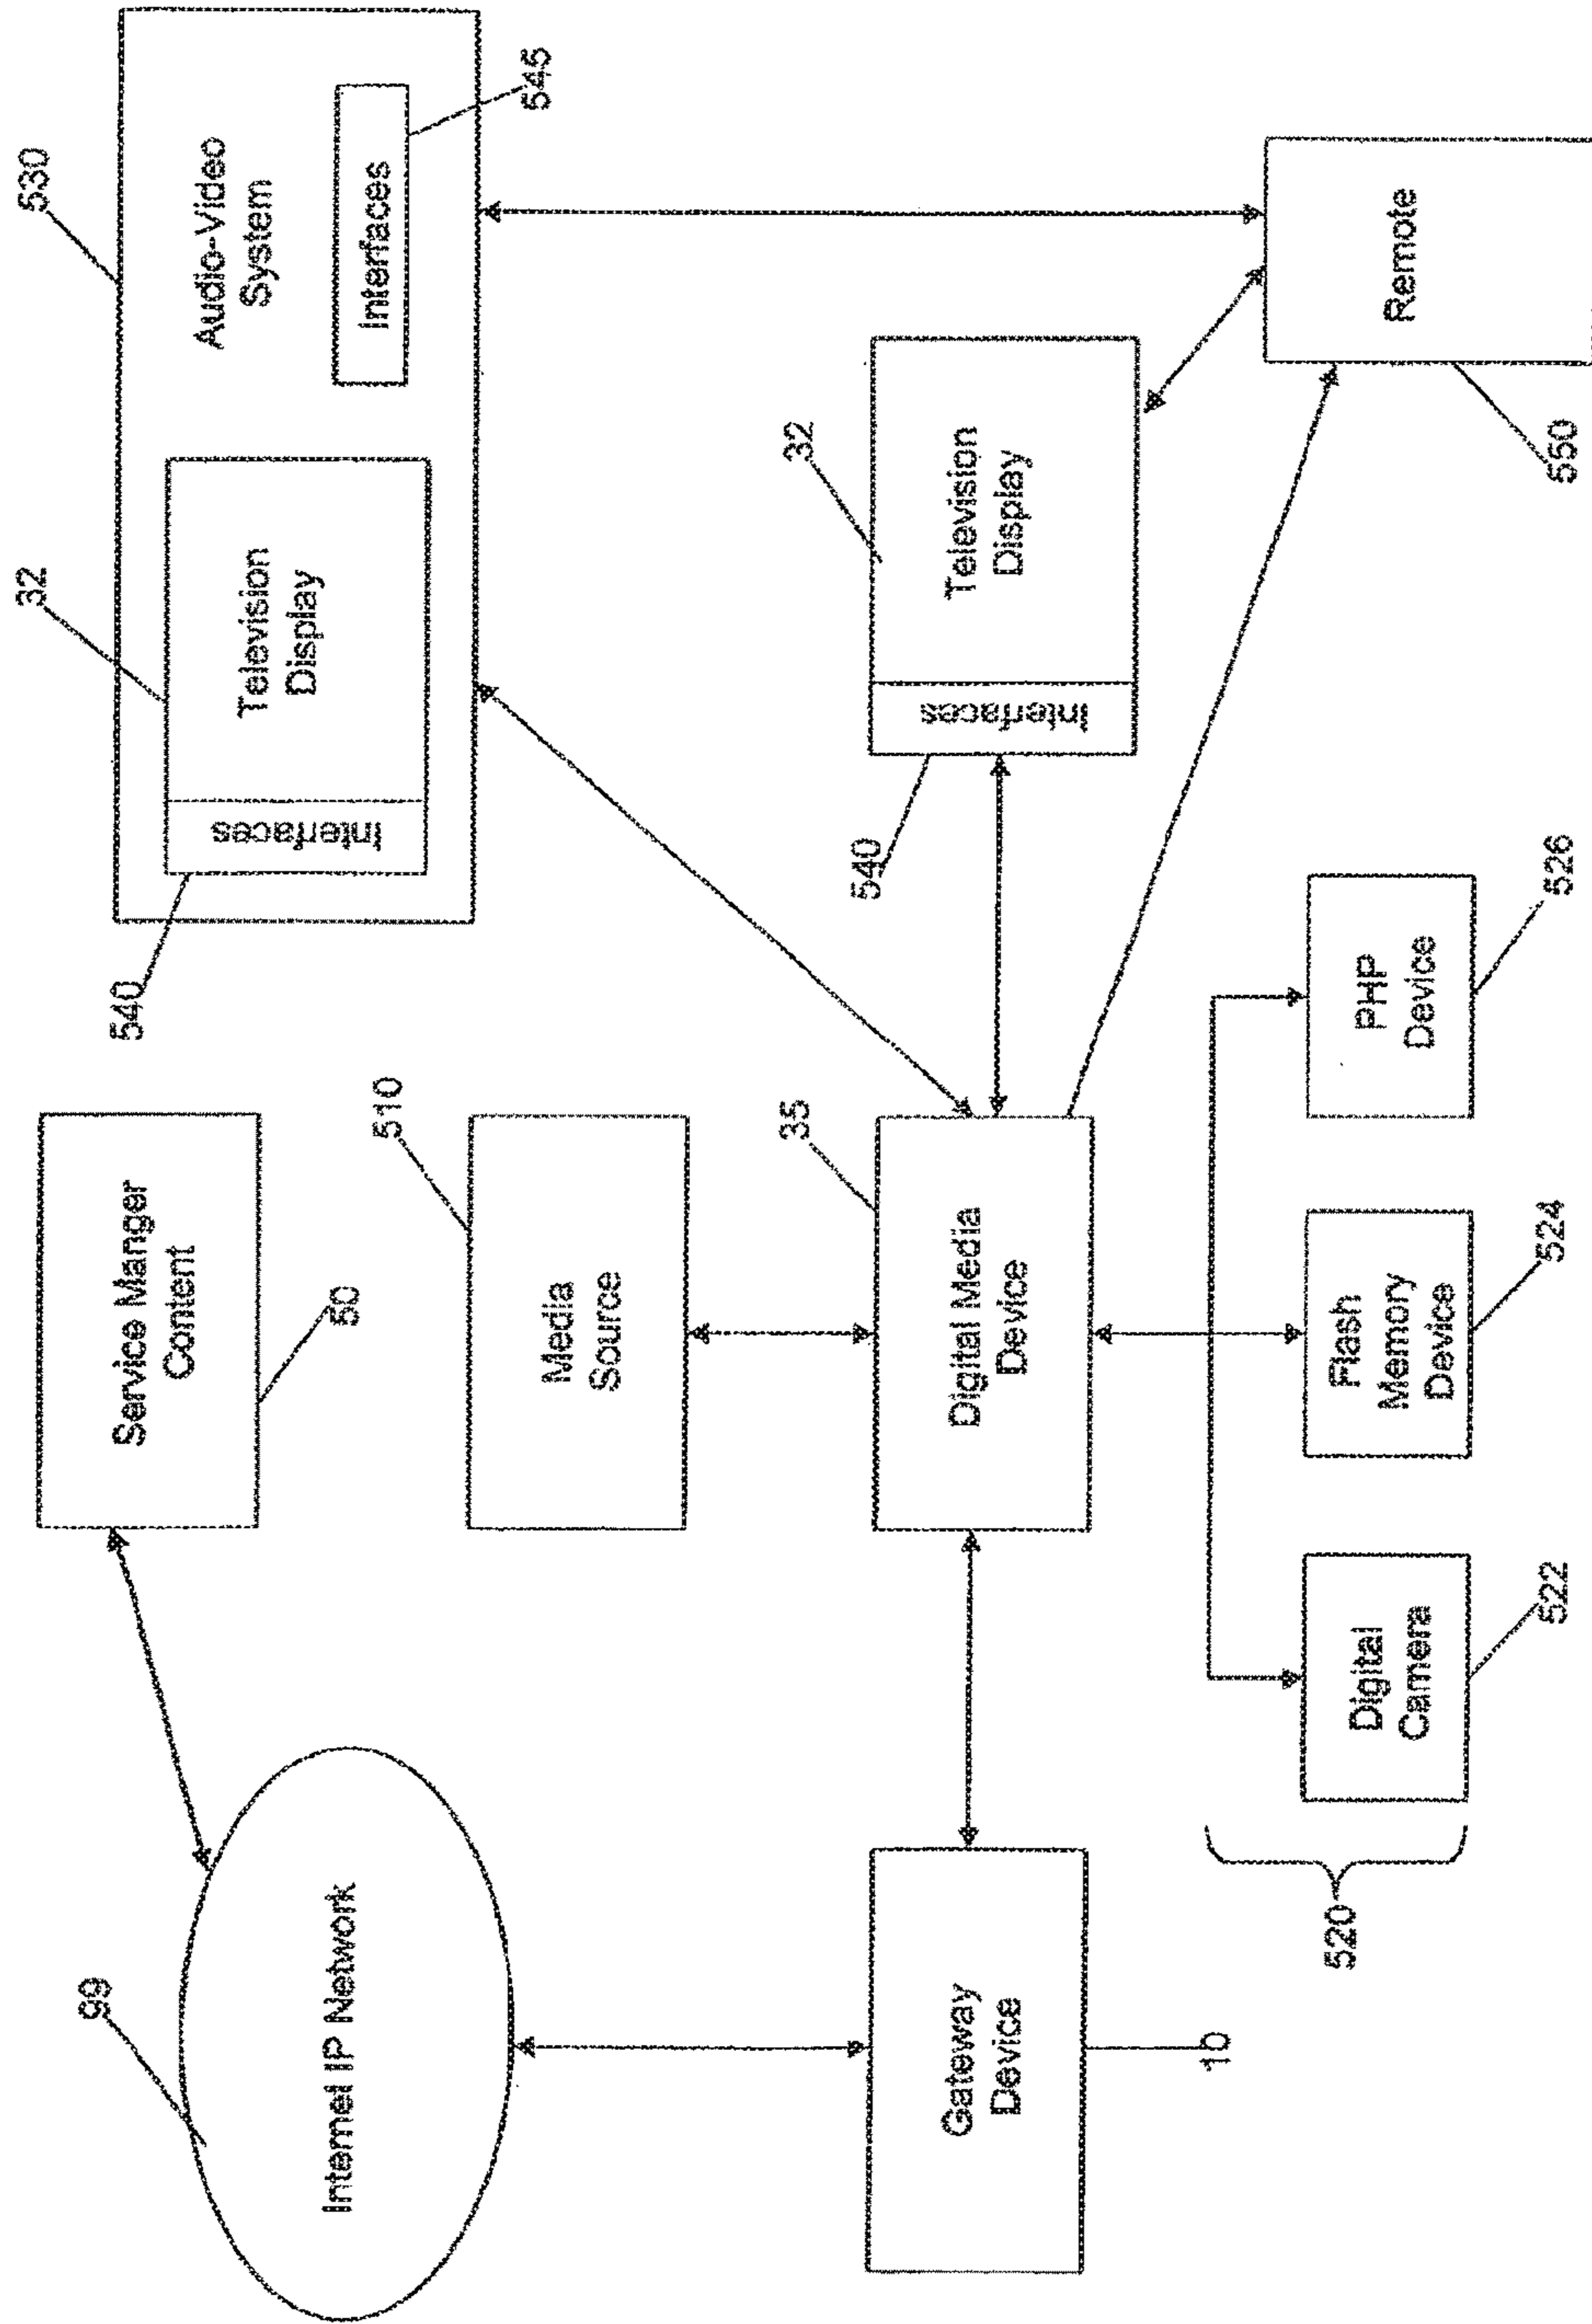 99
Internel IP Network
Service Manger
Content
50
540
Interfaces
32
Television
Display
530
Audio-Video
System
Interfaces
545
510
Media
Source
10
Gateway
Device
35
Digital Media
Device
540
Interfaces
32
Television
Display
Remote
550
520
Digital
Camera
522
Flash
Memory
Device
524
PHP
Device
526